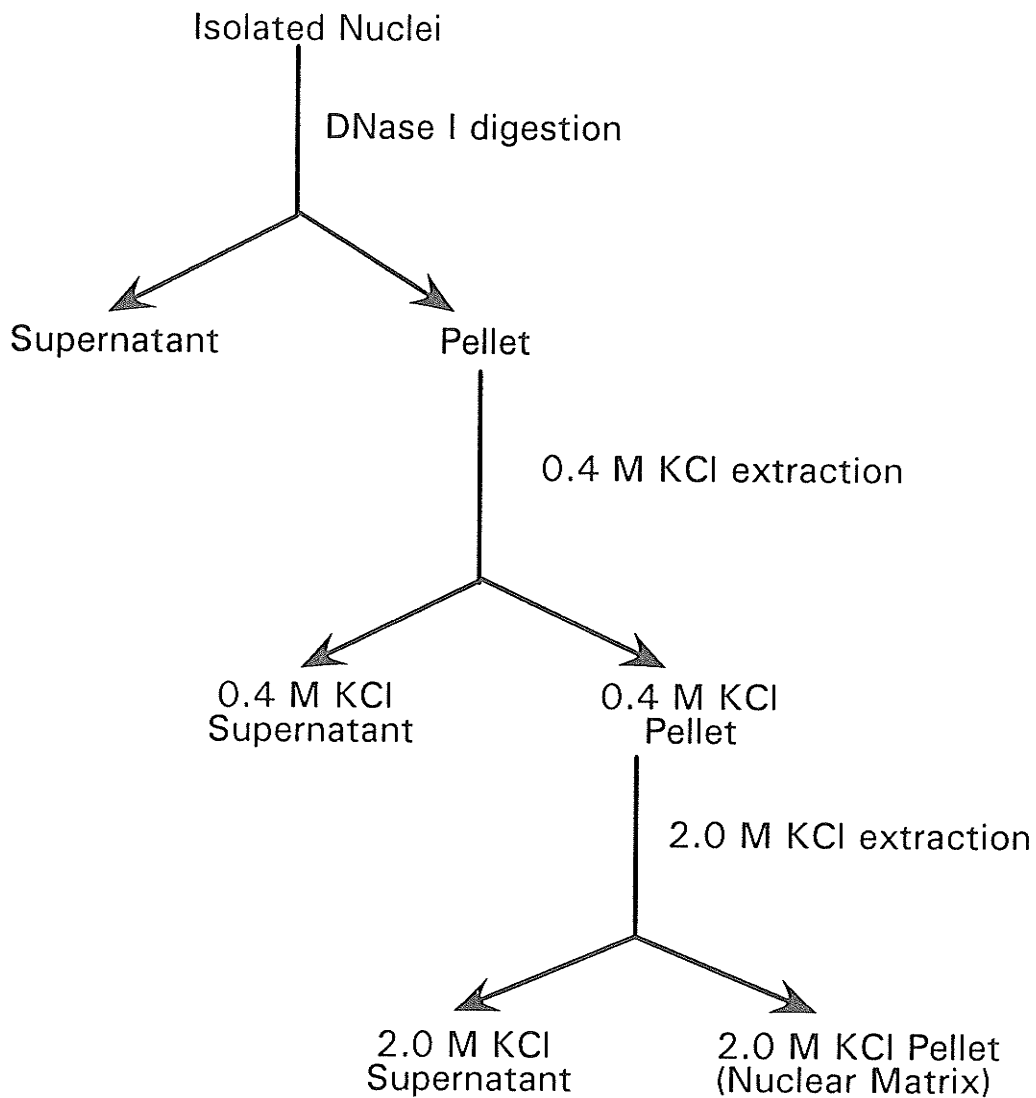 Isolated Nuclei
DNase I digestion
Supernatant
Pellet
0.4 M KCl extraction
0.4 M KCl
Supernatant
0.4 M KCl
Pellet
2.0 M KCl extraction
2.0 M KCl
Supernatant
2.0 M KCl Pellet
(Nuclear Matrix)